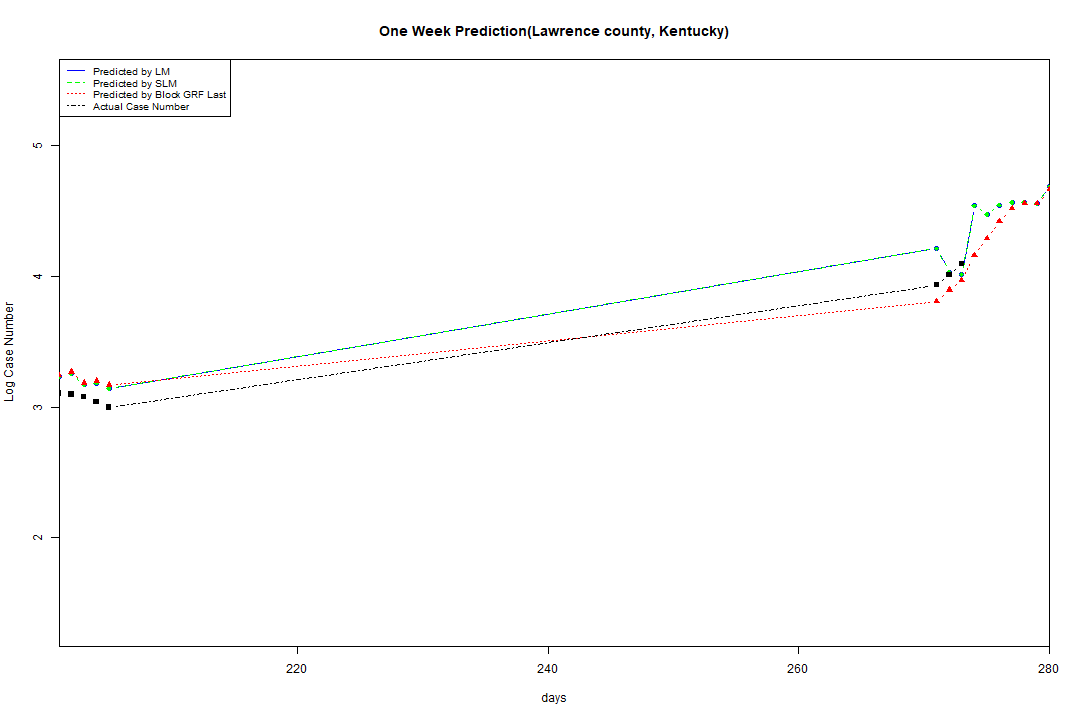 One Week Prediction(Lawrence county, Kentucky)
Predicted by LM
Predicted by SLM
Predicted by Block GRF Last
Actual Case Number
5
4
3
2
Log Case Number
220 240 260 280
days